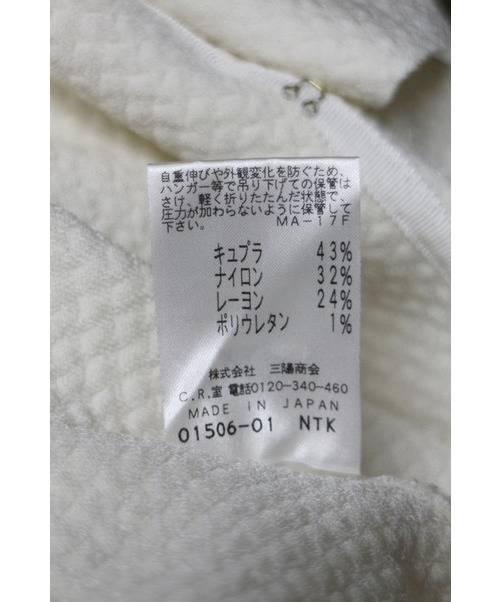 自重伸びや外観変化を防ぐため、
ハンガー等で吊り下げての保管は
さけ、軽く折りたたんだ状態で、
圧力が加わらないように保管して
下さい。 MA-17F
キュプラ 43%
ナイロン 32%
レーヨン 24%
ポリウレタン 1%
株式会社 三陽商会
C.R.室 電話0120-340-460
MADE IN JAPAN
01506-01 NTK